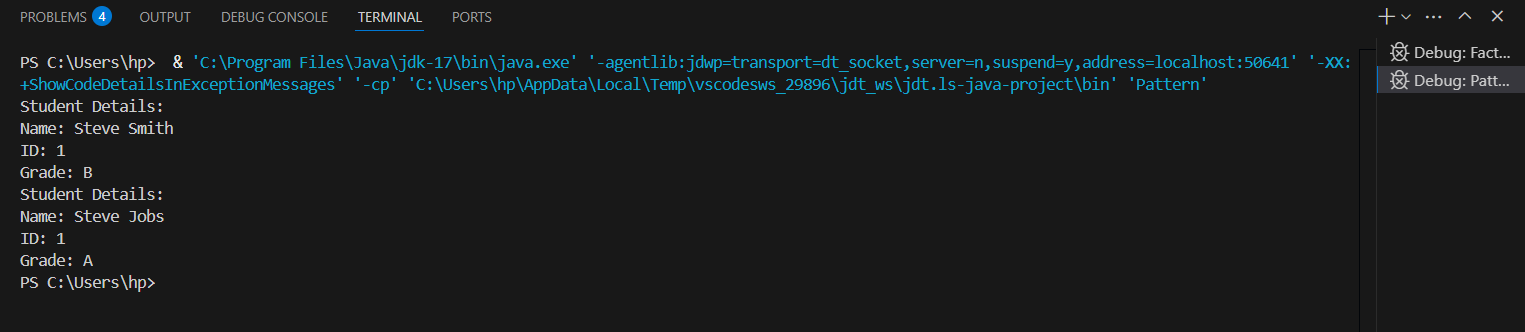 PROBLEMS 4 OUTPUT DEBUG CONSOLE TERMINAL PORTS
PS C:\Users\hp>  & 'C:\Program Files\Java\jdk-17\bin\java.exe' '-agentlib:jdwp=transport=dt_socket,server=n,suspend=y,address=localhost:50641' '-XX:
+ShowCodeDetailsInExceptionMessages' '-cp' 'C:\Users\hp\AppData\Local\Temp\vscodesws_29896\jdt_ws\jdt.ls-java-project\bin' 'Pattern'
Student Details:
Name: Steve Smith
ID: 1
Grade: B
Student Details:
Name: Steve Jobs
ID: 1
Grade: A
PS C:\Users\hp>
Debug: Fact...
Debug: Patt...